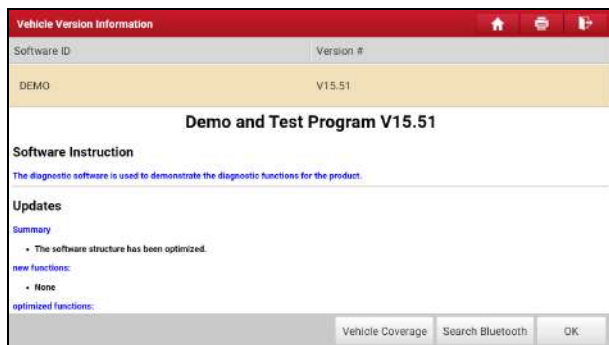 Vehicle Version Information
Software ID Version #
DEMO V15.51
Demo and Test Program V15.51
Software Instruction
The diagnostic software is used to demonstrate the diagnostic functions for the product.
Updates
Summary
• The software structure has been optimized.
new functions:
• None
optimized functions:
Vehicle Coverage Search Bluetooth OK